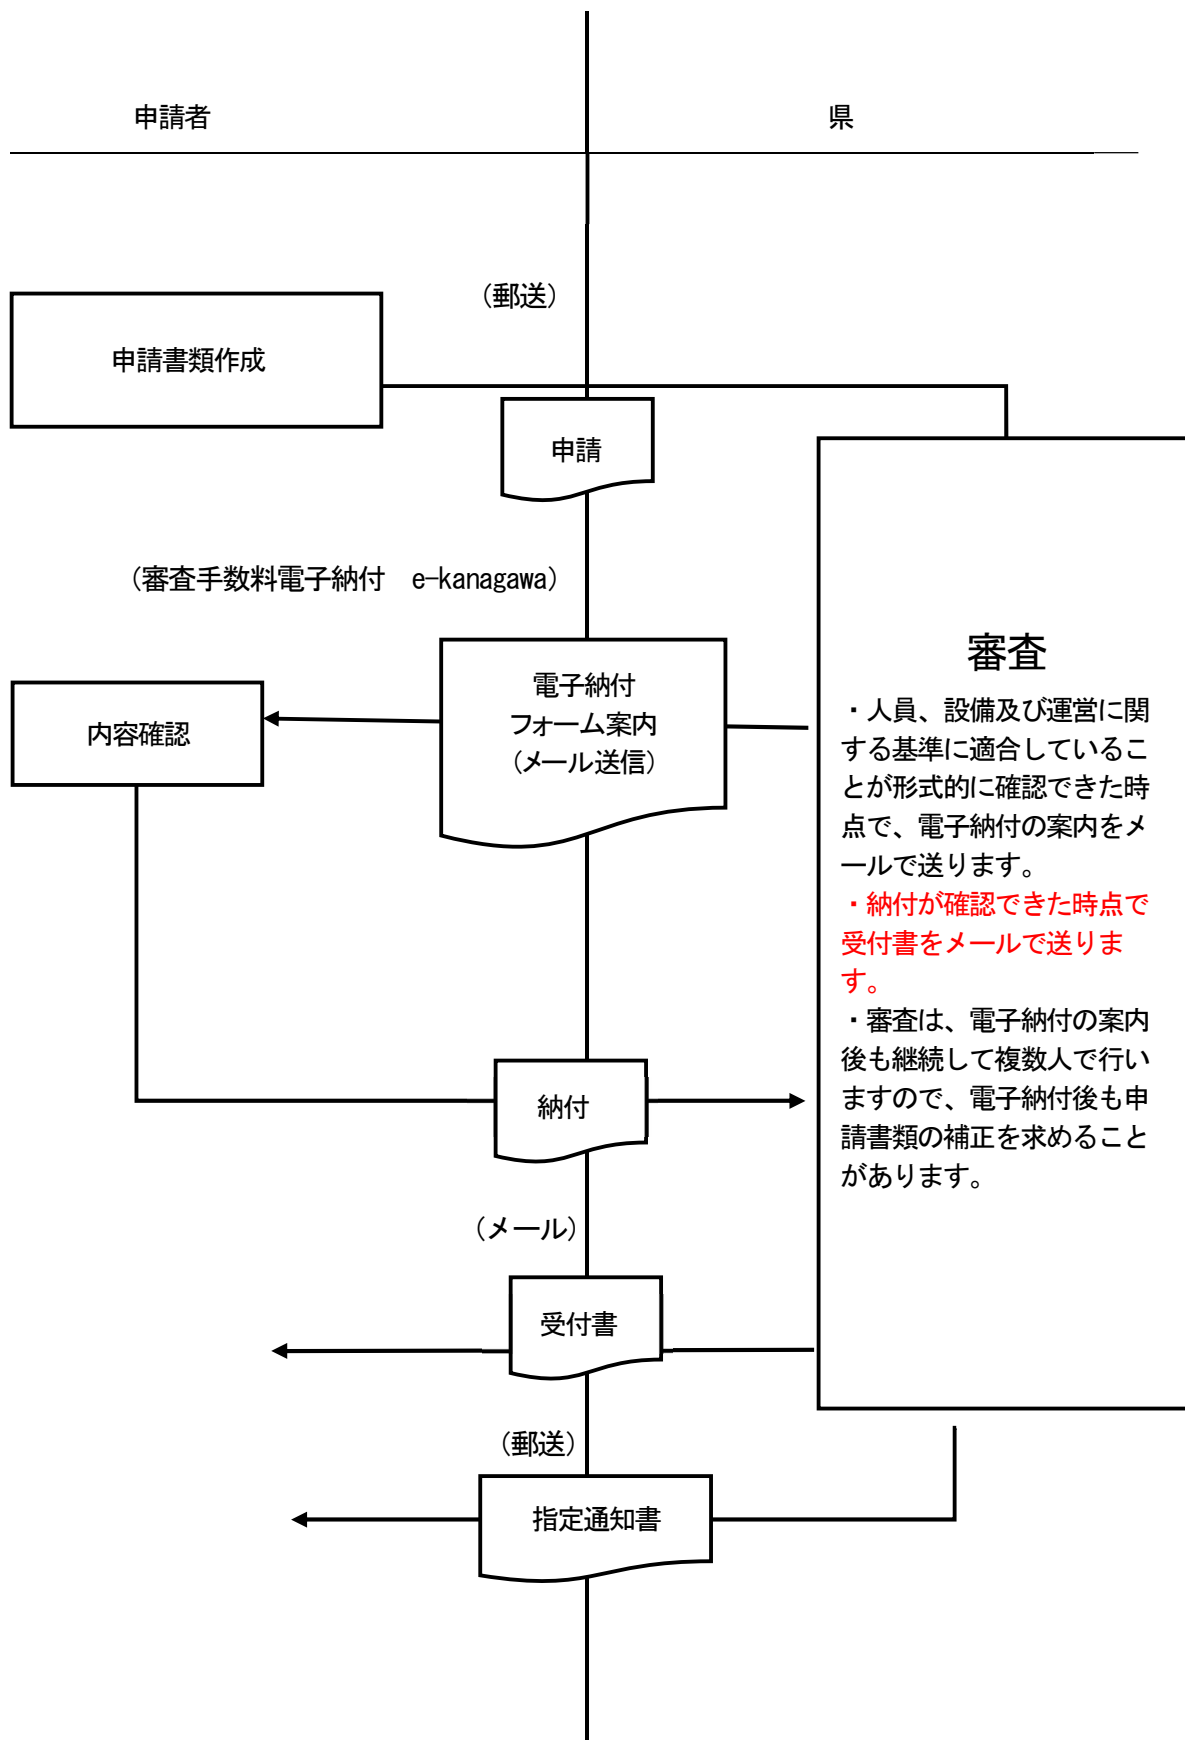 申請者
県
（郵送）
申請書類作成
申請
（審査手数料電子納付　e-kanagawa）
電子納付
フォーム案内
（メール送信）
内容確認
審査
・人員、設備及び運営に関
する基準に適合しているこ
とが形式的に確認できた時
点で、電子納付の案内をメ
ールで送ります。
・納付が確認できた時点で
受付書をメールで送りま
す。
・審査は、電子納付の案内
後も継続して複数人で行い
ますので、電子納付後も申
請書類の補正を求めること
があります。
納付
（メール）
受付書
（郵送）
指定通知書